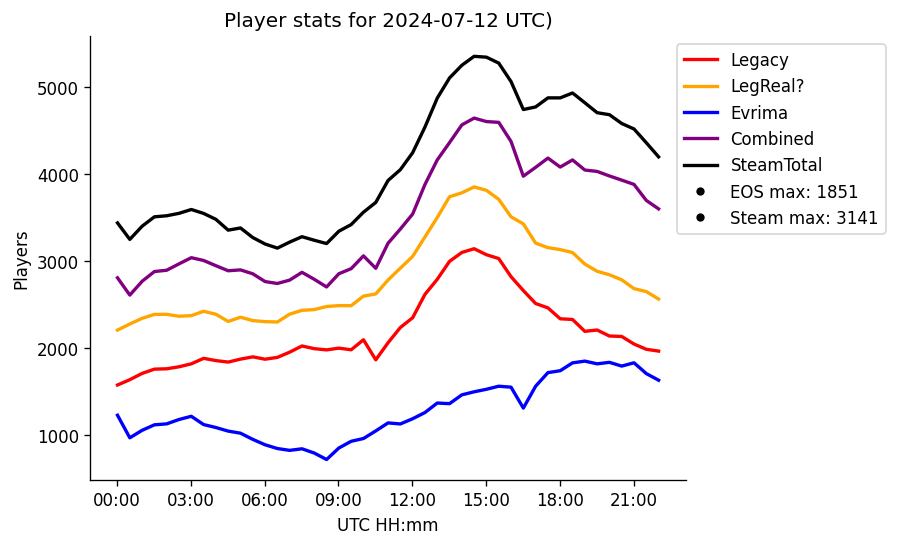 Player stats for 2024-07-12 UTC)
Legacy
LegReal?
Evrima
Combined
SteamTotal
EOS max: 1851
Steam max: 3141
Players
5000
4000
3000
2000
1000
00:00 03:00 06:00 09:00 12:00 15:00 18:00 21:00
UTC HH:mm